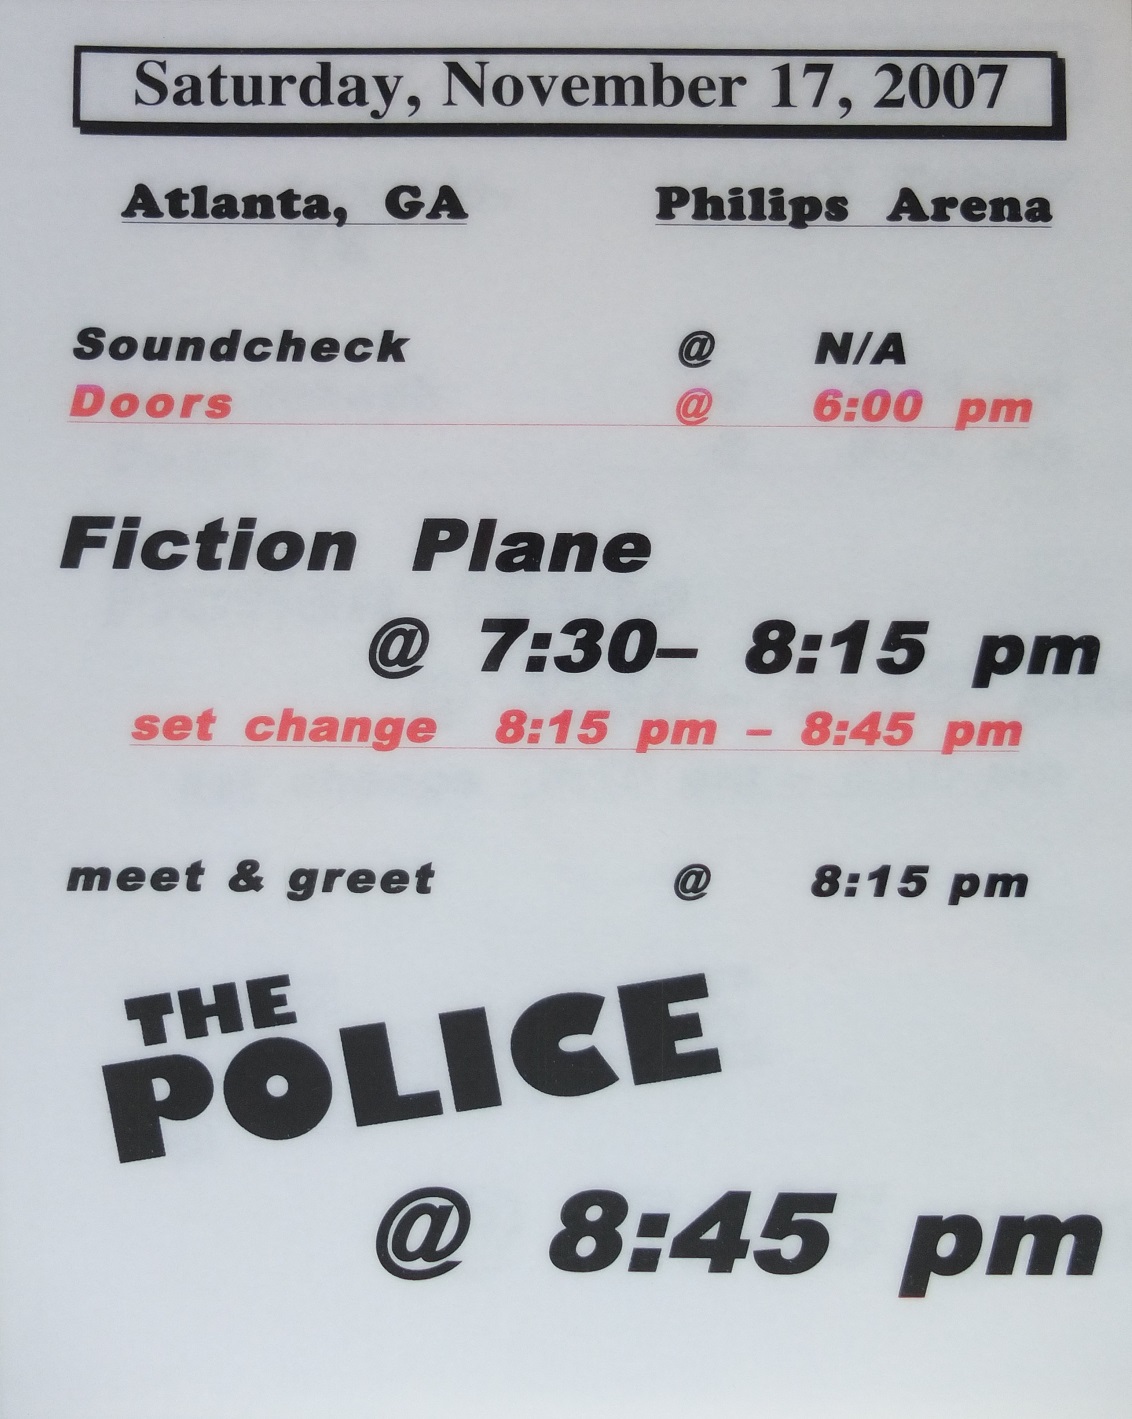 Saturday, November 17, 2007
Atlanta, GA Philips Arena
Soundcheck @ N/A
Doors @ 6:00 pm
Fiction Plane
@ 7:30– 8:15 pm
set change 8:15 pm – 8:45 pm
meet & greet @ 8:15 pm
THE
POLICE
@ 8:45 pm